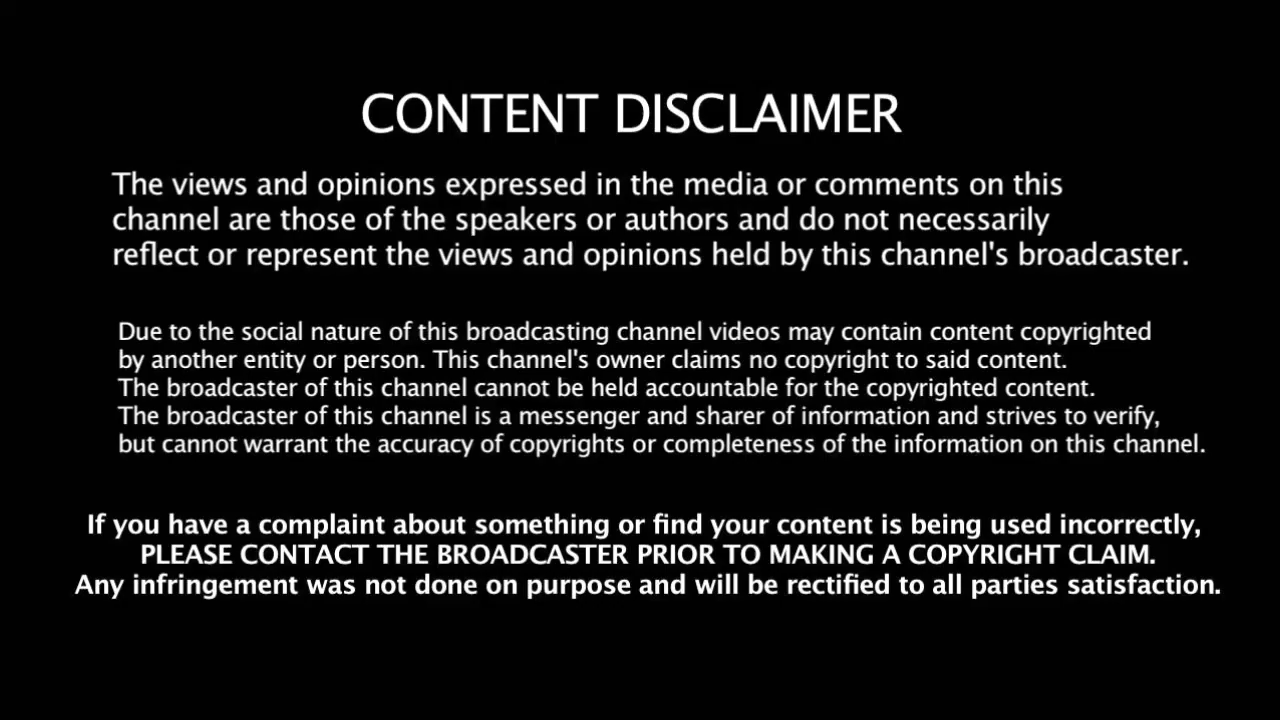 CONTENT DISCLAIMER
The views and opinions expressed in the media or comments on this
channel are those of the speakers or authors and do not necessarily
reflect or represent the views and opinions held by this channel's broadcaster.
Due to the social nature of this broadcasting channel videos may contain content copyrighted
by another entity or person. This channel's owner claims no copyright to said content.
The broadcaster of this channel cannot be held accountable for the copyrighted content.
The broadcaster of this channel is a messenger and sharer of information and strives to verify,
but cannot warrant the accuracy of copyrights or completeness of the information on this channel.
If you have a complaint about something or find your content is being used incorrectly,
PLEASE CONTACT THE BROADCASTER PRIOR TO MAKING A COPYRIGHT CLAIM.
Any infringement was not done on purpose and will be rectified to all parties satisfaction.